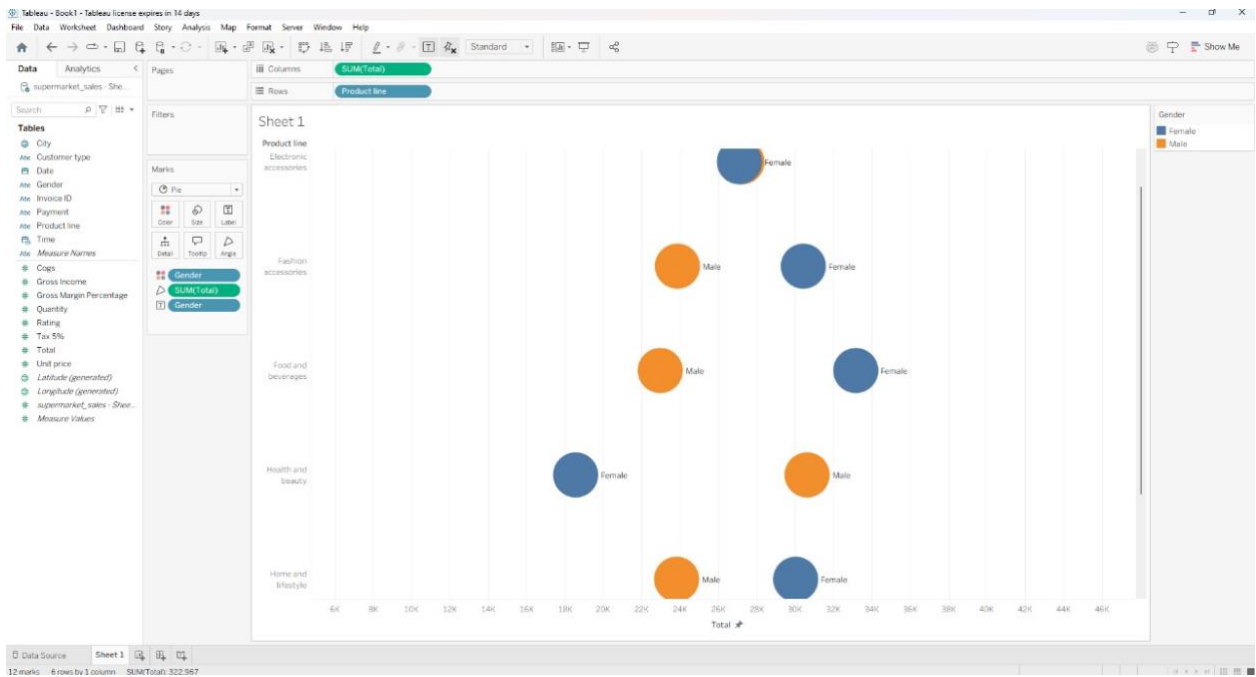 Tableau - Book1 - Tableau license expires in 14 days
File Data Worksheet Dashboard Story Analysis Map Format Server Window Help
Standard
Show Me
Data Analytics
supermarket_sales - She...
Search
Tables
City
Abc Customer type
Date
Abc Gender
Abc Invoice ID
Abc Payment
Abc Product line
Time
Abc Measure Names
# Cogs
# Gross Income
# Gross Margin Percentage
# Quantity
# Rating
# Tax 5%
# Total
# Unit price
Latitude (generated)
Longitude (generated)
# supermarket_sales - Shee...
# Measure Values
Pages
Filters
Marks
Pie
Color Size Label
Detail Tooltip Angle
Gender
SUM(Total)
T Gender
Columns SUM(Total)
Rows Product line
Sheet 1
Product line
Electronic
accessories
Female
Fashion
accessories
Male Female
Food and
beverages
Male Female
Health and
beauty
Female Male
Home and
lifestyle
Male Female
6K 8K 10K 12K 14K 16K 18K 20K 22K 24K 26K 28K 30K 32K 34K 36K 38K 40K 42K 44K 46K
Total
Gender
Female
Male
Data Source Sheet 1
12 marks 6 rows by 1 column SUM(Total): 322,967